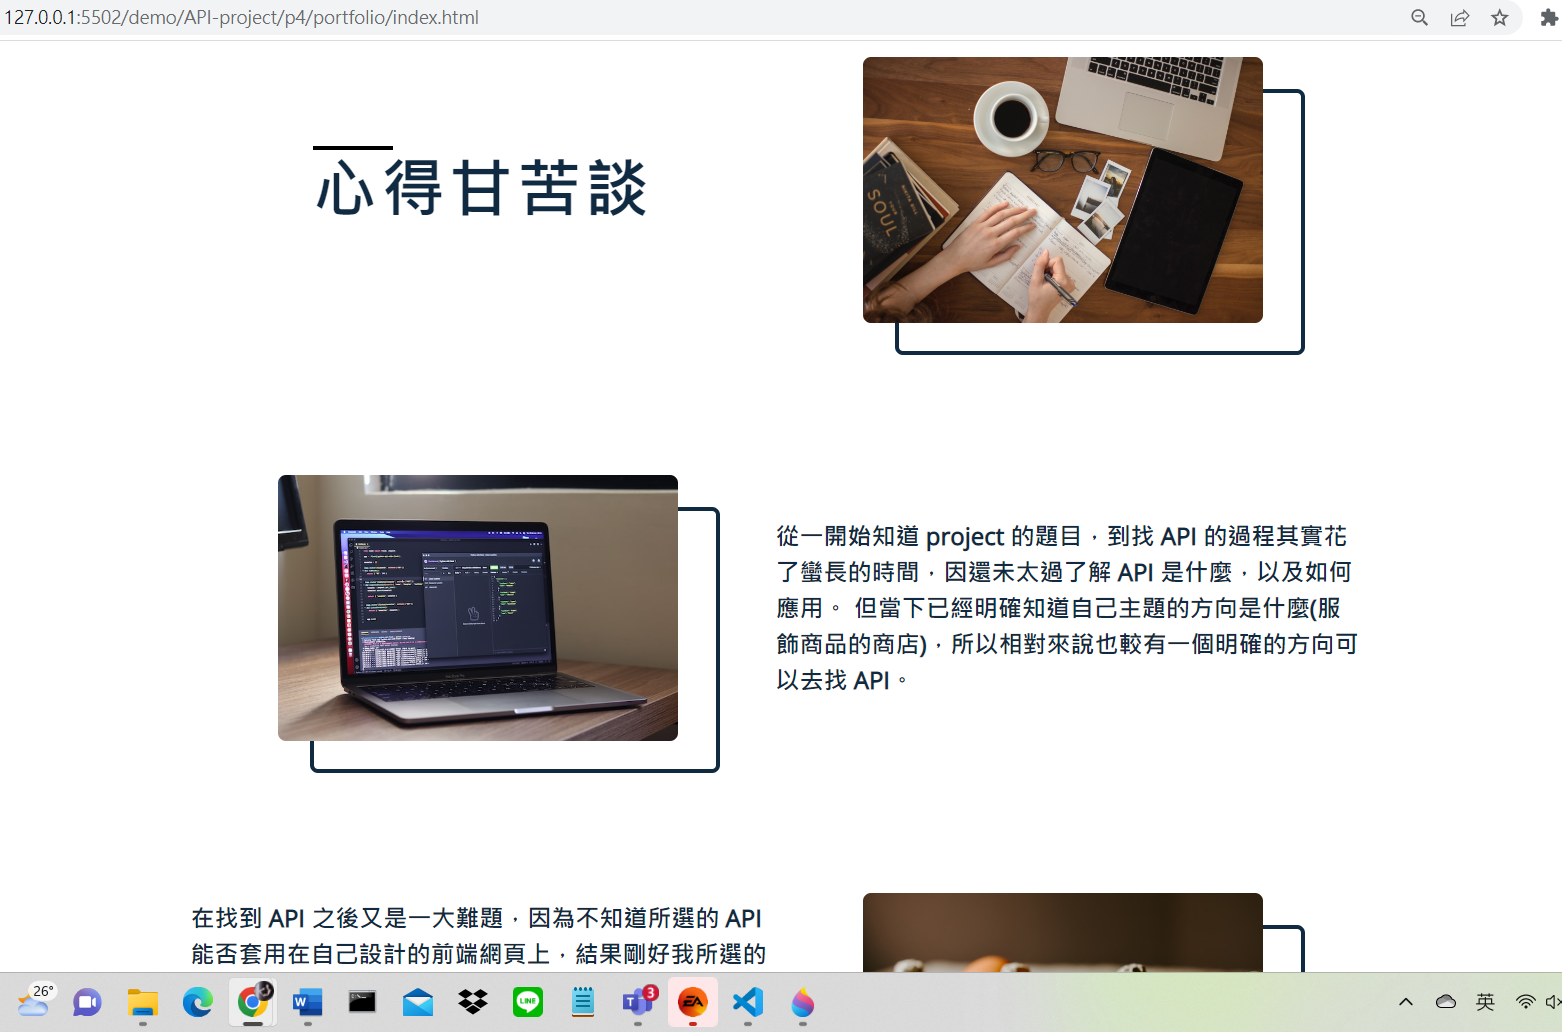 127.0.0.1:5502/demo/API-project/p4/portfolio/index.html
心得甘苦談
SOUL
從一開始知道 project 的題目，到找 API 的過程其實花
了蠻長的時間，因還未太過了解 API 是什麼，以及如何
應用。 但當下已經明確知道自己主題的方向是什麼(服
飾商品的商店)，所以相對來說也較有一個明確的方向可
以去找 API。
在找到 API 之後又是一大難題，因為不知道所選的 API
能否套用在自己設計的前端網頁上，結果剛好我所選的
26°
W
LINE
T
3
EA
英